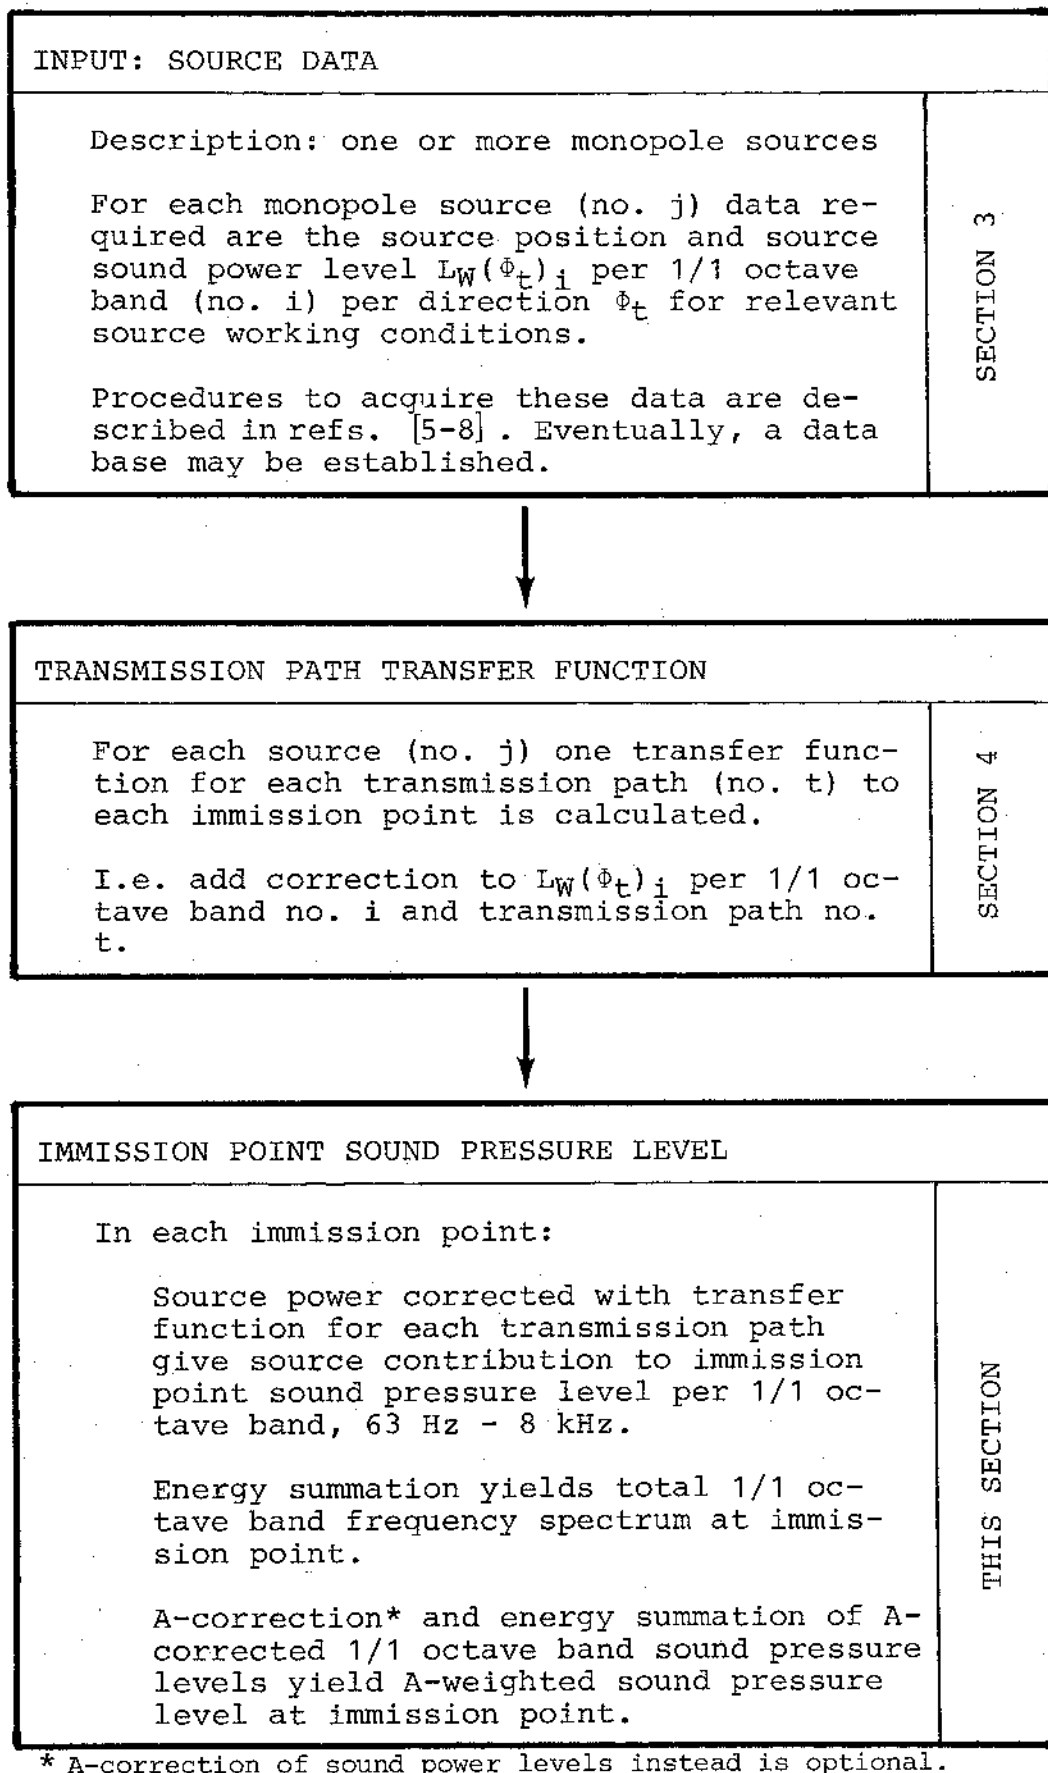 INPUT: SOURCE DATA
Description: one or more monopole sources
For each monopole source (no. j) data re-
quired are the source position and source
sound power level L_W(Φ_t)_i per 1/1 octave
band (no. i) per direction Φ_t for relevant
source working conditions.
Procedures to acquire these data are de-
scribed in refs. [5-8]. Eventually, a data
base may be established.
SECTION 3
TRANSMISSION PATH TRANSFER FUNCTION
For each source (no. j) one transfer func-
tion for each transmission path (no. t) to
each immission point is calculated.
I.e. add correction to L_W(Φ_t)_i per 1/1 oc-
tave band no. i and transmission path no.
t.
SECTION 4
IMMISSION POINT SOUND PRESSURE LEVEL
In each immission point:
Source power corrected with transfer
function for each transmission path
give source contribution to immission
point sound pressure level per 1/1 oc-
tave band, 63 Hz - 8 kHz.
Energy summation yields total 1/1 oc-
tave band frequency spectrum at immis-
sion point.
A-correction* and energy summation of A-
corrected 1/1 octave band sound pressure
levels yield A-weighted sound pressure
level at immission point.
THIS SECTION
* A-correction of sound power levels instead is optional.